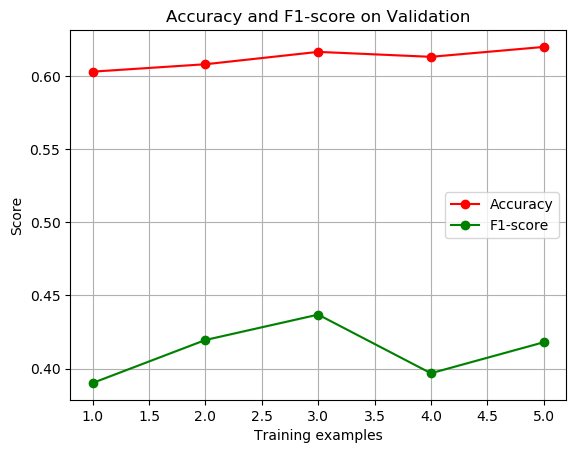 Accuracy and F1-score on Validation
Score
0.60
0.55
0.50
0.45
0.40
Accuracy
F1-score
1.0 1.5 2.0 2.5 3.0 3.5 4.0 4.5 5.0
Training examples